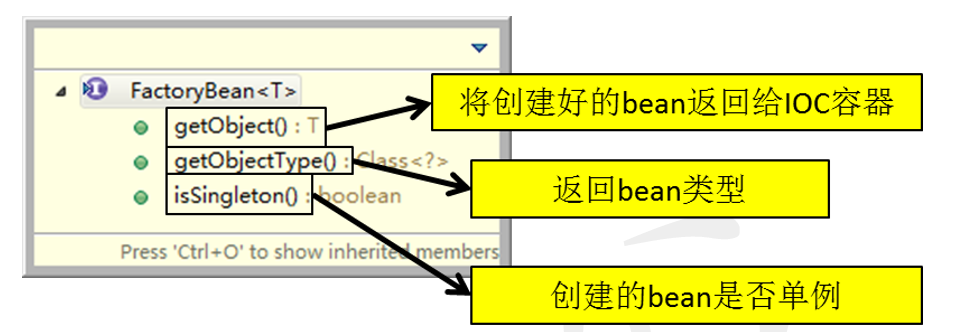 FactoryBean<T>
getObject() : T
将创建好的bean返回给IOC容器
getObjectType() : Class<?>
返回bean类型
isSingleton() : boolean
创建的bean是否单例
Press 'Ctrl+O' to show inherited members